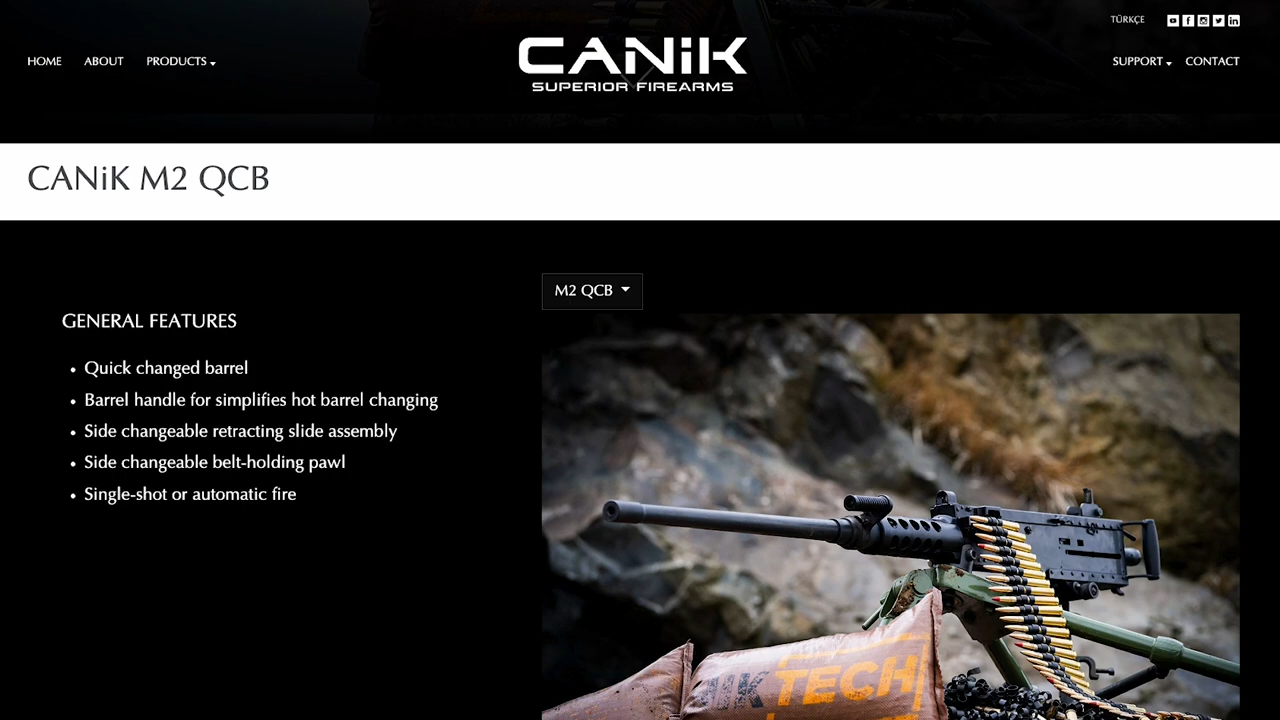 TÜRKÇE
HOME ABOUT PRODUCTS
CANiK
SUPERIOR FIREARMS
SUPPORT CONTACT
CANiK M2 QCB
M2 QCB
GENERAL FEATURES
• Quick changed barrel
• Barrel handle for simplifies hot barrel changing
• Side changeable retracting slide assembly
• Side changeable belt-holding pawl
• Single-shot or automatic fire
TECH